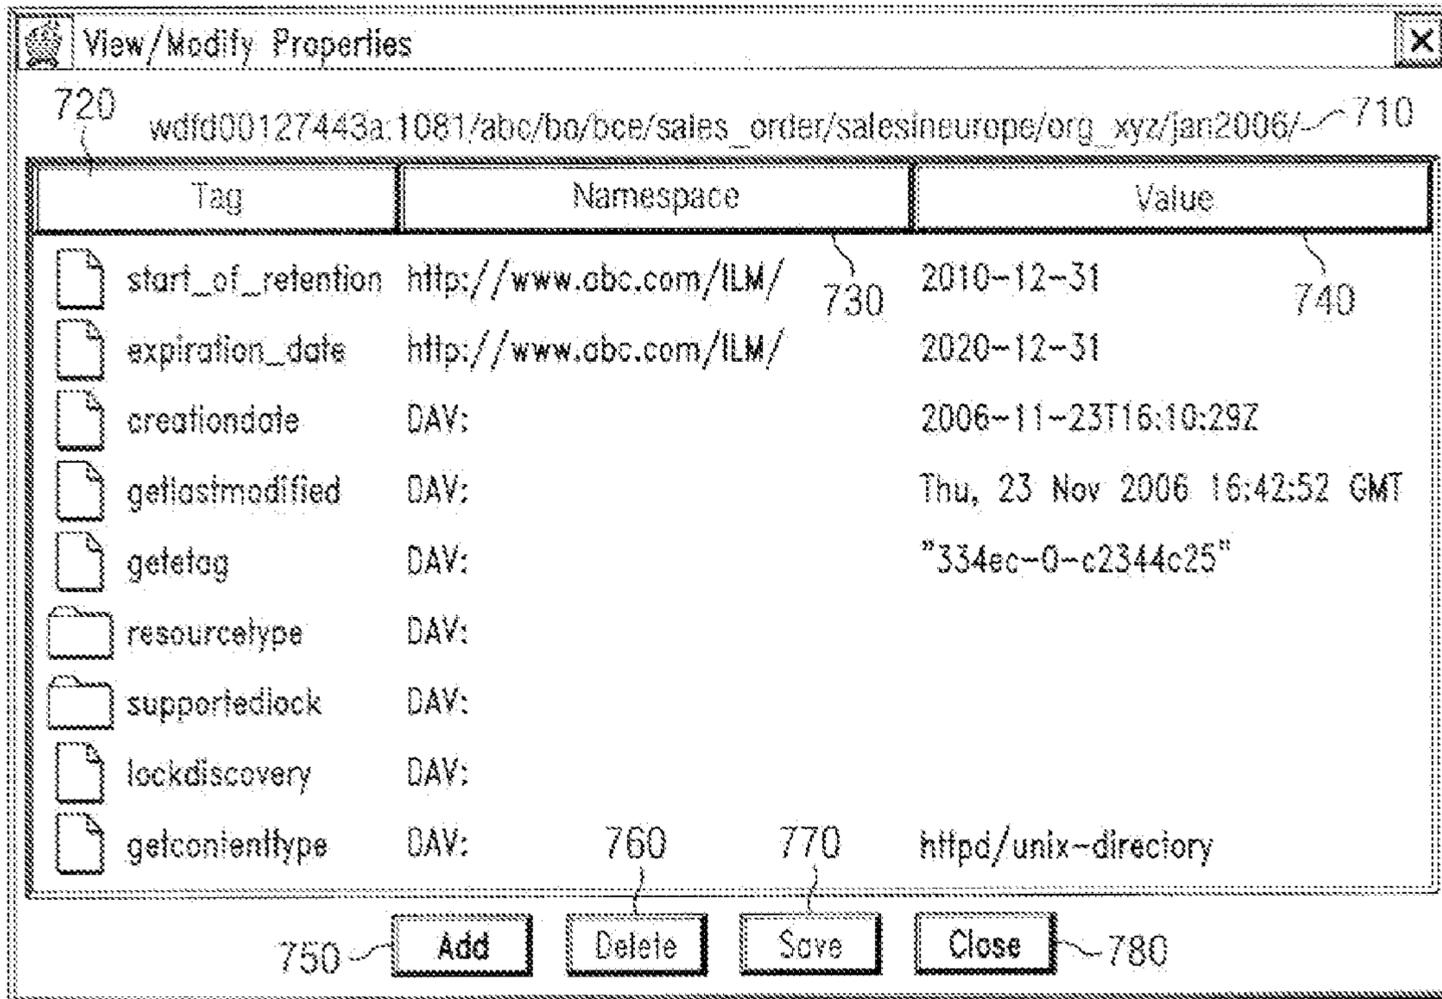 View/Modify Properties
720
wdfd00127443a:1081/abc/bo/bce/sales_order/salesineurope/org_xyz/jan2006/ 710
Tag Namespace Value
start_of_retention http://www.abc.com/ILM/ 730 2010-12-31 740
expiration_date http://www.abc.com/ILM/ 2020-12-31
creationdate DAV: 2006-11-23T16:10:29Z
getlastmodified DAV: Thu, 23 Nov 2006 16:42:52 GMT
getetag DAV: "334ec-0-c2344c25"
resourcetype DAV:
supportedlock DAV:
lockdiscovery DAV:
getcontenttype DAV: 760 770 httpd/unix-directory
750 Add Delete Save Close 780